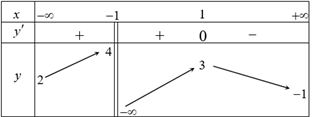 x −∞ −1 1 +∞
y′ + + 0 −
4 3
y 2
−∞ −1